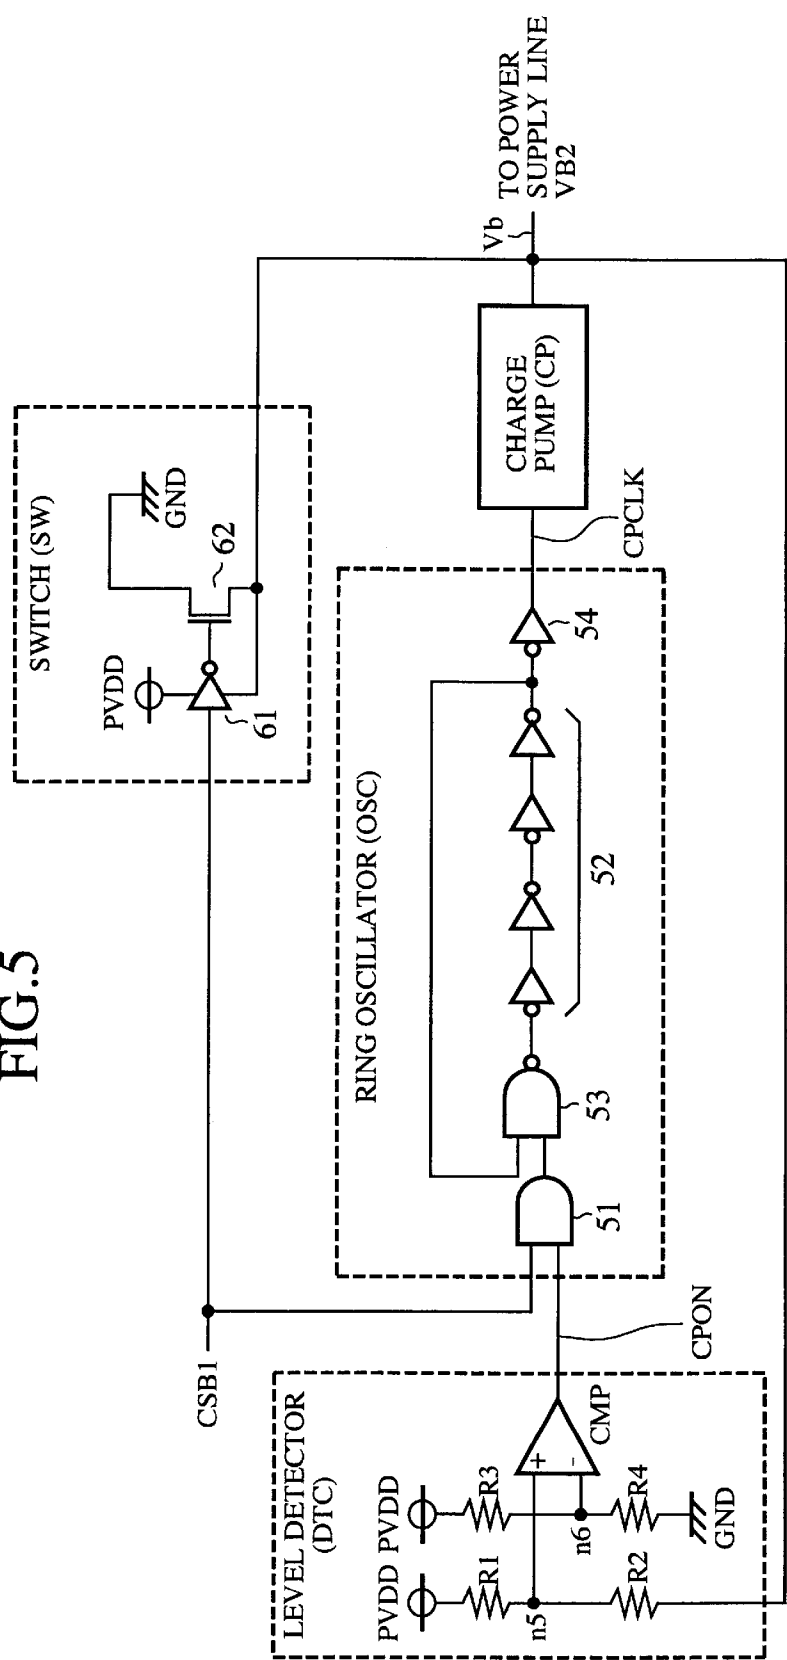 FIG.5
SWITCH (SW)
PVDD
GND
61
62
CSB1
RING OSCILLATOR (OSC)
51
53
52
54
CPCLK
CHARGE
PUMP (CP)
Vb
TO POWER
SUPPLY LINE
VB2
LEVEL DETECTOR
(DTC)
PVDD
PVDD
R1
R3
n5
n6
R2
R4
GND
+
-
CMP
CPON